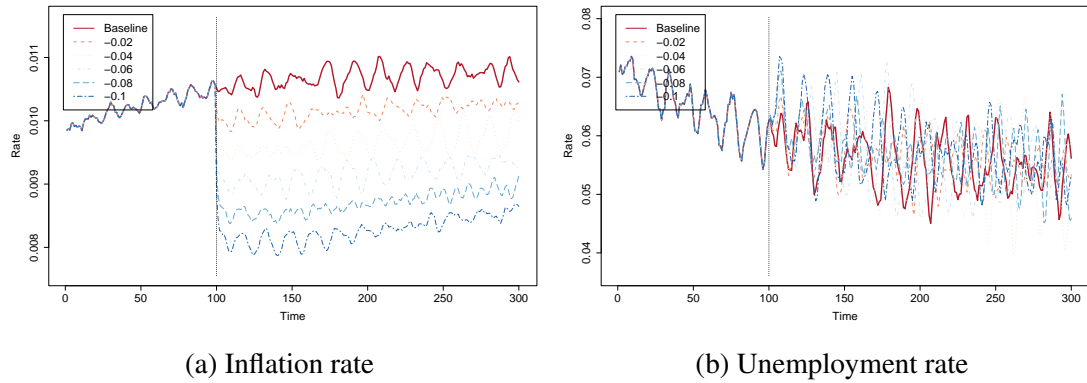 Baseline
−0.02
−0.04
−0.06
−0.08
−0.1
0.011
0.010
0.009
0.008
Rate
0 50 100 150 200 250 300
Time
(a) Inflation rate
Baseline
−0.02
−0.04
−0.06
−0.08
−0.1
0.07
0.06
0.05
0.04
Rate
0 50 100 150 200 250 300
Time
(b) Unemployment rate